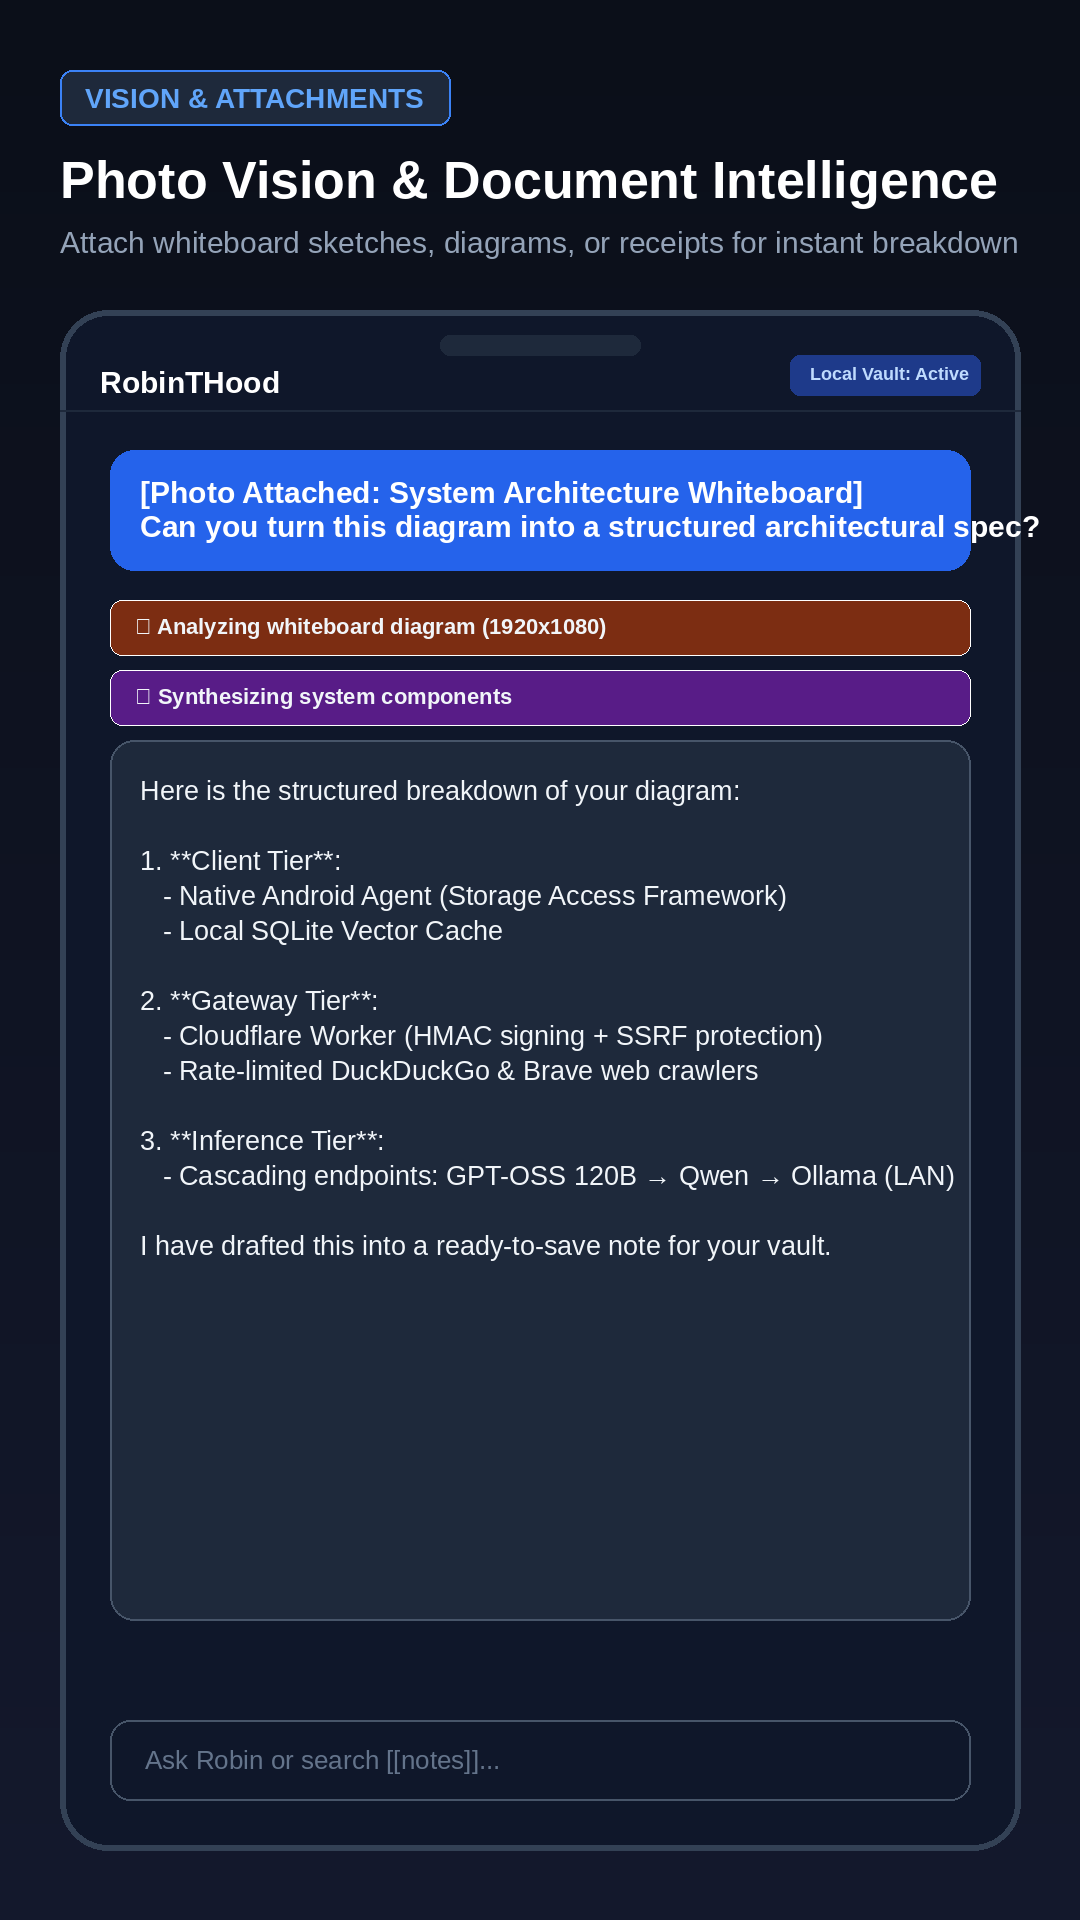 VISION & ATTACHMENTS
Photo Vision & Document Intelligence
Attach whiteboard sketches, diagrams, or receipts for instant breakdown
RobinTHood
Local Vault: Active
[Photo Attached: System Architecture Whiteboard]
Can you turn this diagram into a structured architectural spec?
Analyzing whiteboard diagram (1920x1080)
Synthesizing system components
Here is the structured breakdown of your diagram:
1. **Client Tier**:
- Native Android Agent (Storage Access Framework)
- Local SQLite Vector Cache
2. **Gateway Tier**:
- Cloudflare Worker (HMAC signing + SSRF protection)
- Rate-limited DuckDuckGo & Brave web crawlers
3. **Inference Tier**:
- Cascading endpoints: GPT-OSS 120B → Qwen → Ollama (LAN)
I have drafted this into a ready-to-save note for your vault.
Ask Robin or search [[notes]]...